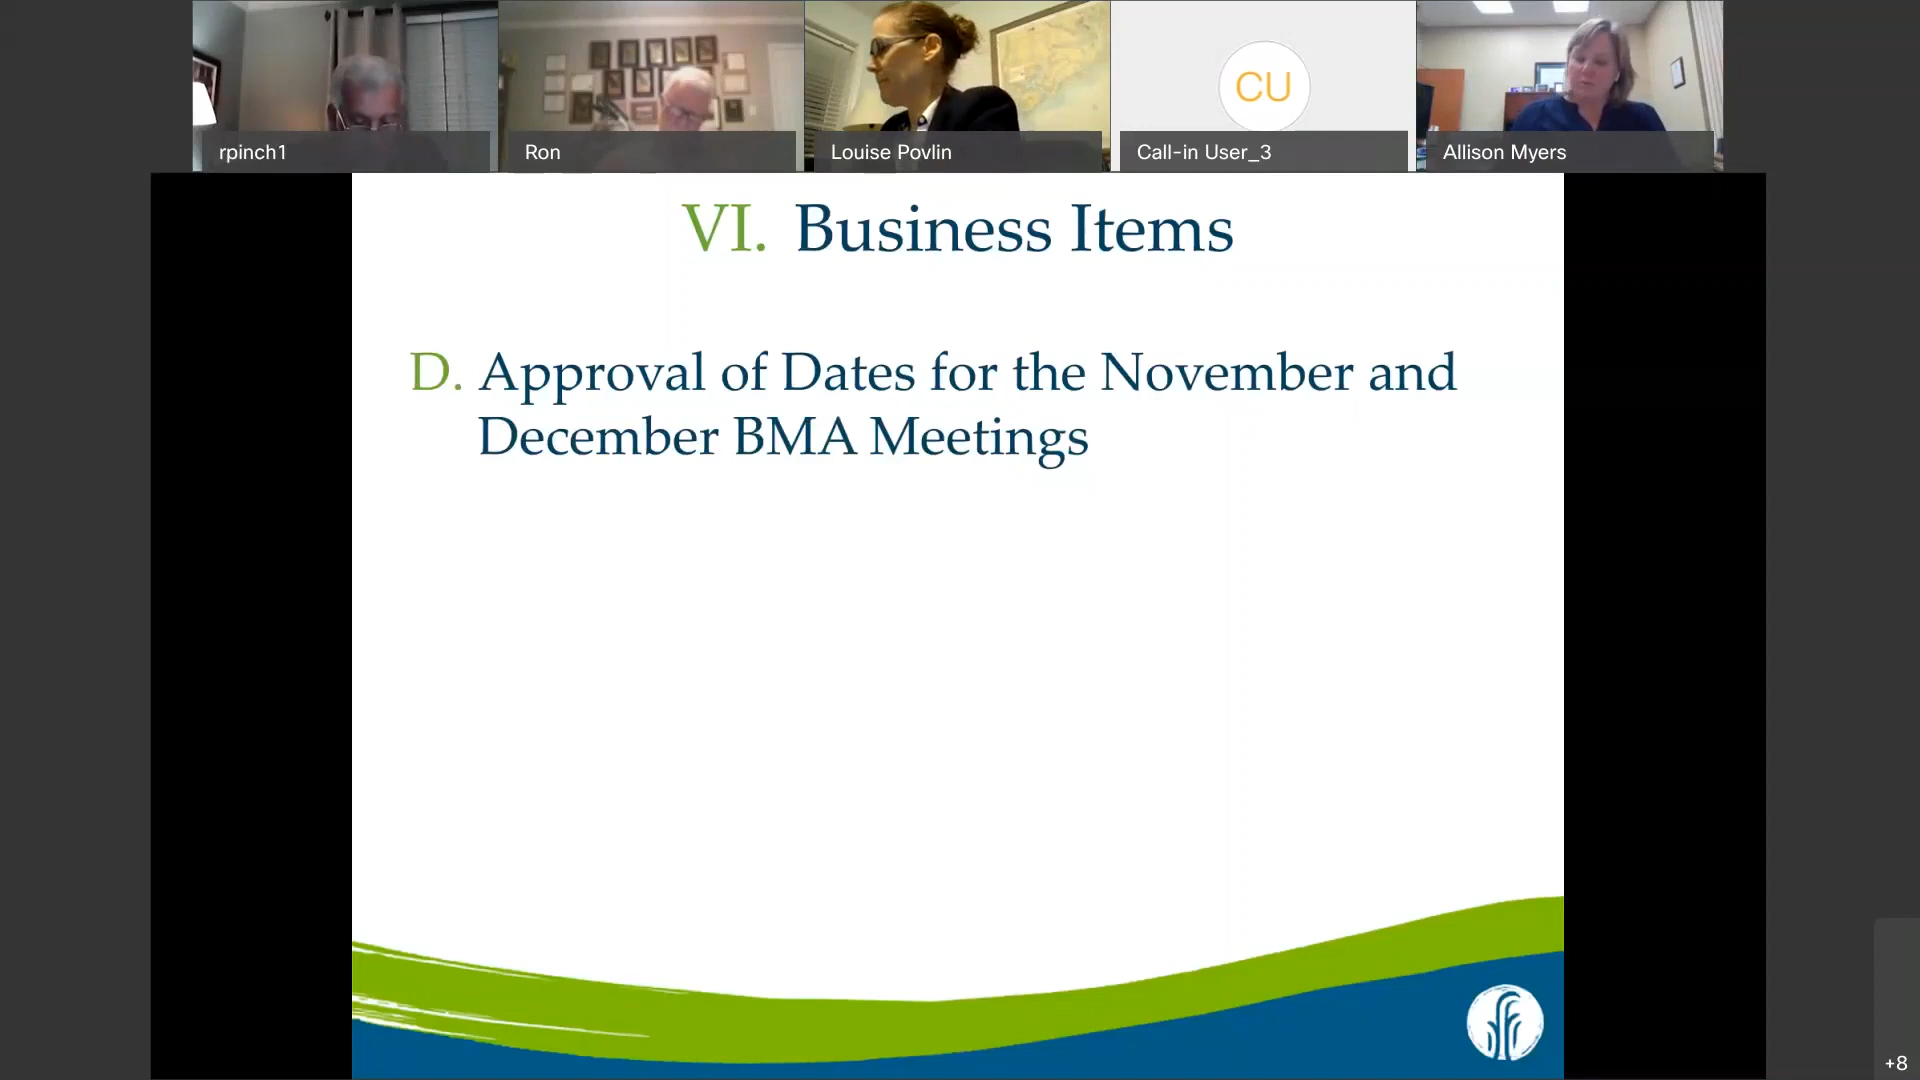 rpinch1
Ron
Louise Povlin
CU
Call-in User_3
Allison Myers
VI. Business Items
D. Approval of Dates for the November and
December BMA Meetings
+8